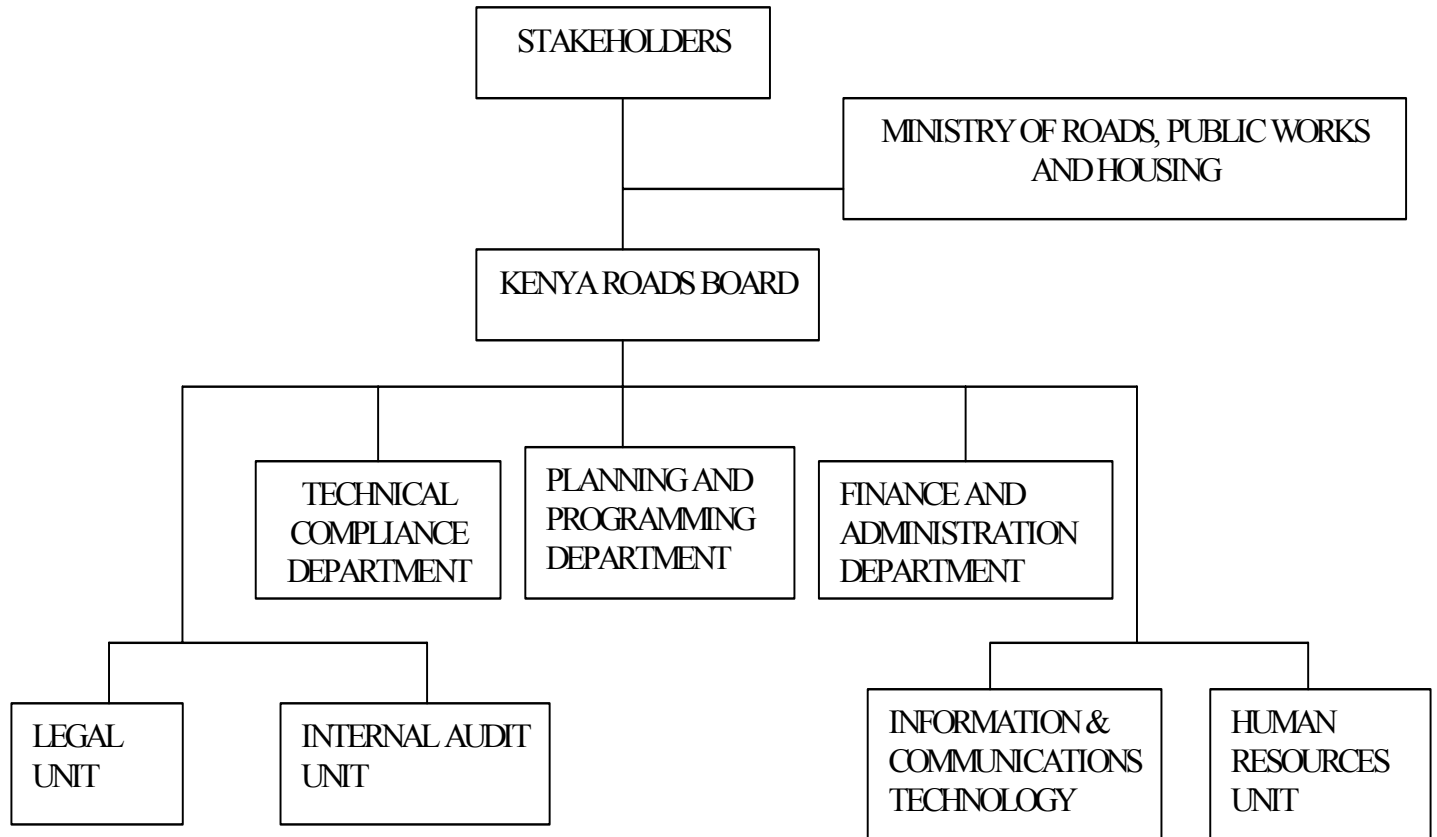 STAKEHOLDERS
MINISTRY OF ROADS, PUBLIC WORKS
AND HOUSING
KENYA ROADS BOARD
TECHNICAL
COMPLIANCE
DEPARTMENT
PLANNING AND
PROGRAMMING
DEPARTMENT
FINANCE AND
ADMINISTRATION
DEPARTMENT
LEGAL
UNIT
INTERNAL AUDIT
UNIT
INFORMATION &
COMMUNICATIONS
TECHNOLOGY
HUMAN
RESOURCES
UNIT